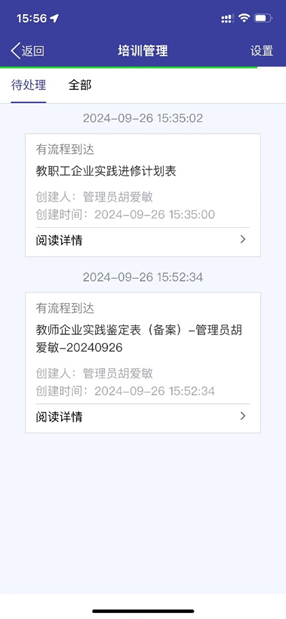 15:56
返回 培训管理 设置
待处理 全部
2024-09-26 15:35:02
有流程到达
教职工企业实践进修计划表
创建人：管理员胡爱敏
创建时间：2024-09-26 15:35:00
阅读详情
2024-09-26 15:52:34
有流程到达
教师企业实践鉴定表（备案）-管理员胡
爱敏-20240926
创建人：管理员胡爱敏
创建时间：2024-09-26 15:52:34
阅读详情